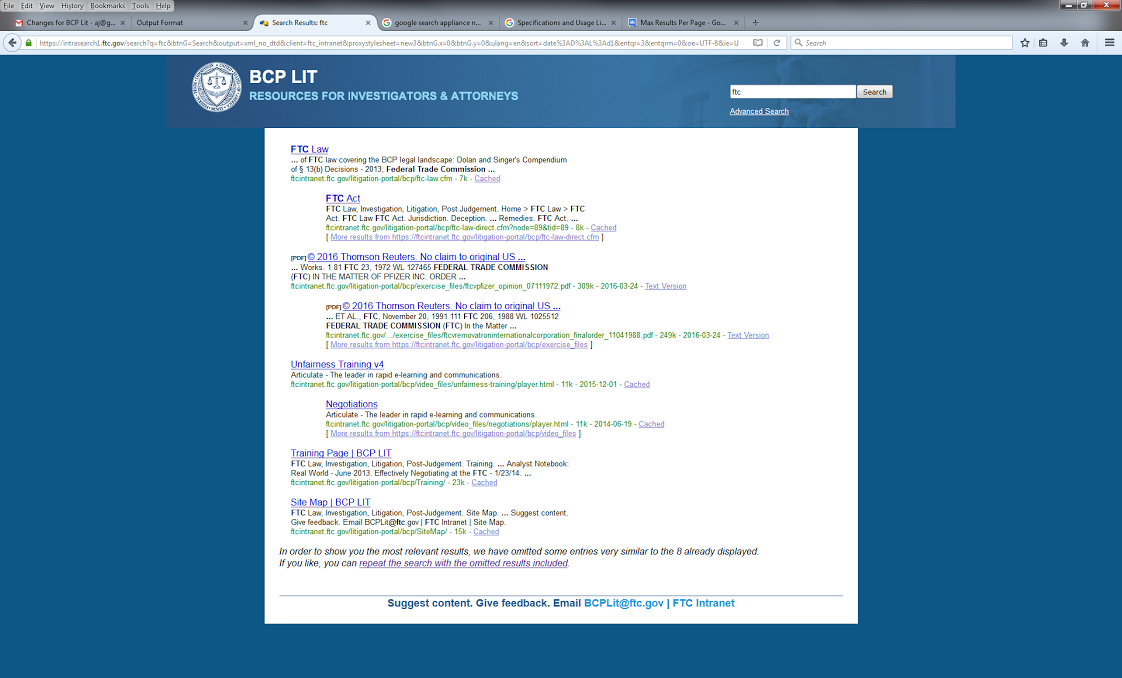 File Edit View History Bookmarks Tools Help
Changes for BCP Lit - aj@g...
Output Format
Search Results: ftc
google search appliance n...
Specifications and Usage Li...
Max Results Per Page - Go...
https://intrasearch1.ftc.gov/search?q=ftc&btnG=Search&output=xml_no_dtd&client=ftc_intranet&proxystylesheet=new3&btnG.x=0&btnG.y=0&ulang=en&sort=date%3AD%3AL%3Ad1&entqr=3&entqrm=0&oe=UTF-8&ie=U
Search
BCP LIT
RESOURCES FOR INVESTIGATORS & ATTORNEYS
ftc Search
Advanced Search
FTC Law
... of FTC law covering the BCP legal landscape: Dolan and Singer's Compendium
of § 13(b) Decisions - 2013; Federal Trade Commission ...
ftcintranet.ftc.gov/litigation-portal/bcp/ftc-law.cfm - 7k - Cached
FTC Act
FTC Law, Investigation, Litigation, Post Judgement. Home > FTC Law > FTC
Act. FTC Law FTC Act. Jurisdiction. Deception. ... Remedies. FTC Act. ...
ftcintranet.ftc.gov/litigation-portal/bcp/ftc-law-direct.cfm?node=89&tid=89 - 8k - Cached
[ More results from https://ftcintranet.ftc.gov/litigation-portal/bcp/ftc-law-direct.cfm ]
[PDF] © 2016 Thomson Reuters. No claim to original US ...
... Works. 1 81 FTC 23, 1972 WL 127465 FEDERAL TRADE COMMISSION
(FTC) IN THE MATTER OF PFIZER INC. ORDER ...
ftcintranet.ftc.gov/litigation-portal/bcp/exercise_files/ftcvpfizer_opinion_07111972.pdf - 309k - 2016-03-24 - Text Version
[PDF] © 2016 Thomson Reuters. No claim to original US ...
... ET AL., FTC, November 20, 1991 111 FTC 206, 1988 WL 1025512
FEDERAL TRADE COMMISSION (FTC) In the Matter ...
ftcintranet.ftc.gov/.../exercise_files/ftcvremovatroninternationalcorporation_finalorder_11041988.pdf - 249k - 2016-03-24 - Text Version
[ More results from https://ftcintranet.ftc.gov/litigation-portal/bcp/exercise_files ]
Unfairness Training v4
Articulate - The leader in rapid e-learning and communications.
ftcintranet.ftc.gov/litigation-portal/bcp/video_files/unfairness-training/player.html - 11k - 2015-12-01 - Cached
Negotiations
Articulate - The leader in rapid e-learning and communications.
ftcintranet.ftc.gov/litigation-portal/bcp/video_files/negotiations/player.html - 11k - 2014-06-19 - Cached
[ More results from https://ftcintranet.ftc.gov/litigation-portal/bcp/video_files ]
Training Page | BCP LIT
FTC Law, Investigation, Litigation, Post-Judgement. Training. ... Analyst Notebook:
Real World - June 2013. Effectively Negotiating at the FTC - 1/23/14. ...
ftcintranet.ftc.gov/litigation-portal/bcp/Training/ - 23k - Cached
Site Map | BCP LIT
FTC Law, Investigation, Litigation, Post-Judgement. Site Map. ... Suggest content.
Give feedback. Email BCPLit@ftc.gov | FTC Intranet | Site Map.
ftcintranet.ftc.gov/litigation-portal/bcp/SiteMap/ - 15k - Cached
In order to show you the most relevant results, we have omitted some entries very similar to the 8 already displayed.
If you like, you can repeat the search with the omitted results included.
Suggest content. Give feedback. Email BCPLit@ftc.gov | FTC Intranet